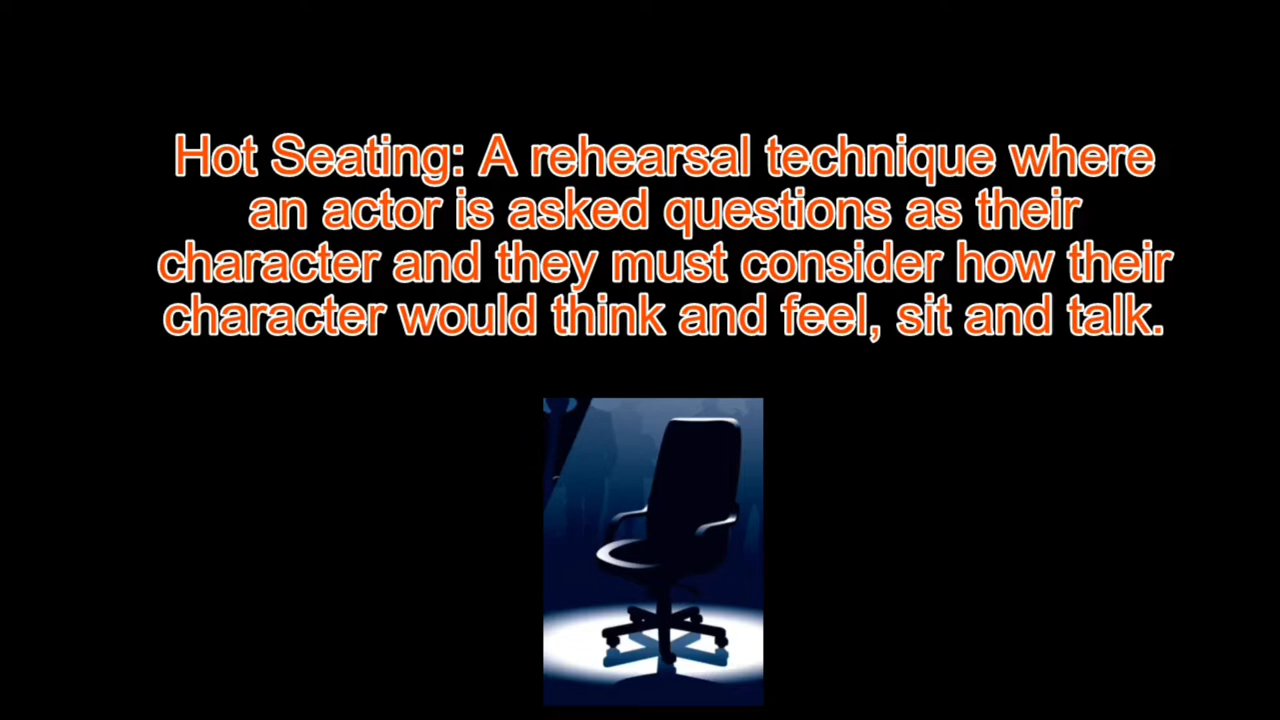 Hot Seating: A rehearsal technique where
an actor is asked questions as their
character and they must consider how their
character would think and feel, sit and talk.